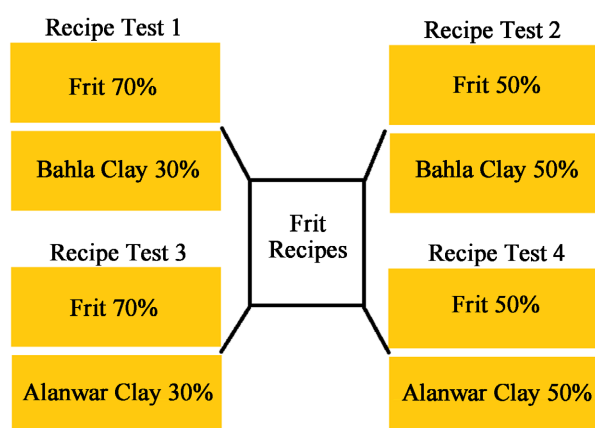 Recipe Test 1
Frit 70%
Bahla Clay 30%
Recipe Test 2
Frit 50%
Bahla Clay 50%
Frit
Recipes
Recipe Test 3
Frit 70%
Alanwar Clay 30%
Recipe Test 4
Frit 50%
Alanwar Clay 50%